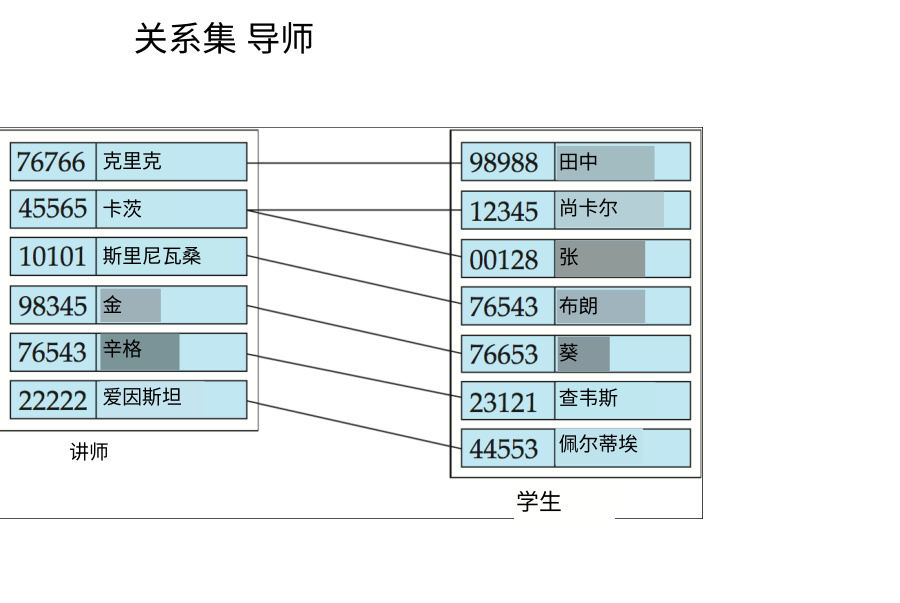 关系集 导师
76766 克里克
45565 卡茨
10101 斯里尼瓦桑
98345 金
76543 辛格
22222 爱因斯坦
讲师
98988 田中
12345 尚卡尔
00128 张
76543 布朗
76653 葵
23121 查韦斯
44553 佩尔蒂埃
学生